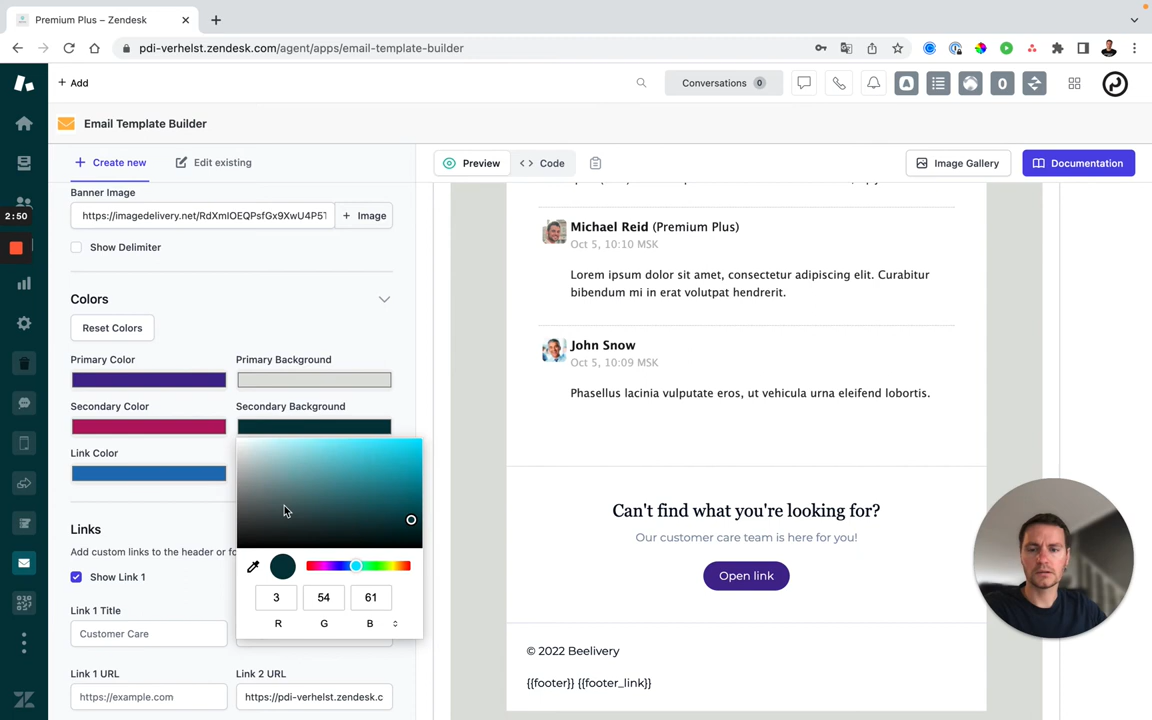 Premium Plus – Zendesk
pdi-verhelst.zendesk.com/agent/apps/email-template-builder
+ Add
Conversations 0
Email Template Builder
Create new
Edit existing
Preview
Code
Image Gallery
Documentation
2:50
Banner Image
https://imagedelivery.net/RdXmIOEQPsfGx9XwU4P5T
+ Image
Show Delimiter
Colors
Reset Colors
Primary Color
Primary Background
Secondary Color
Secondary Background
Link Color
Links
Add custom links to the header or fo
Show Link 1
Link 1 Title
Customer Care
Link 1 URL
Link 2 URL
https://example.com
https://pdi-verhelst.zendesk.c
3
54
61
R
G
B
Michael Reid (Premium Plus)
Oct 5, 10:10 MSK
Lorem ipsum dolor sit amet, consectetur adipiscing elit. Curabitur
bibendum mi in erat volutpat hendrerit.
John Snow
Oct 5, 10:09 MSK
Phasellus lacinia vulputate eros, ut vehicula urna eleifend lobortis.
Can't find what you're looking for?
Our customer care team is here for you!
Open link
© 2022 Beelivery
{{footer}} {{footer_link}}